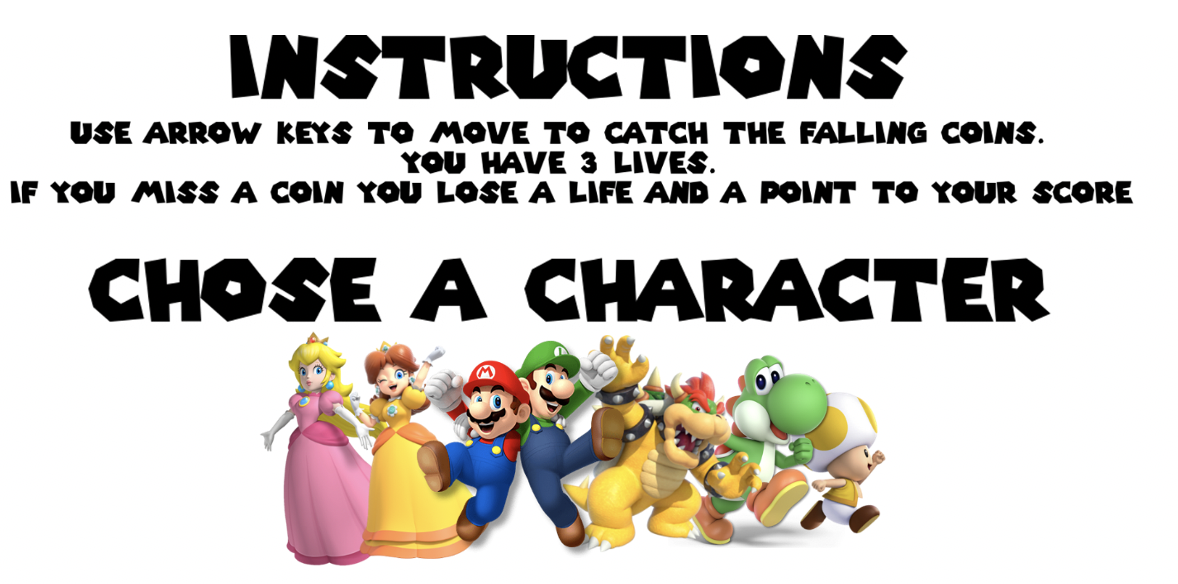 INSTRUCTIONS
USE ARROW KEYS TO MOVE TO CATCH THE FALLING COINS.
YOU HAVE 3 LIVES.
IF YOU MISS A COIN YOU LOSE A LIFE AND A POINT TO YOUR SCORE
CHOSE A CHARACTER
M
L